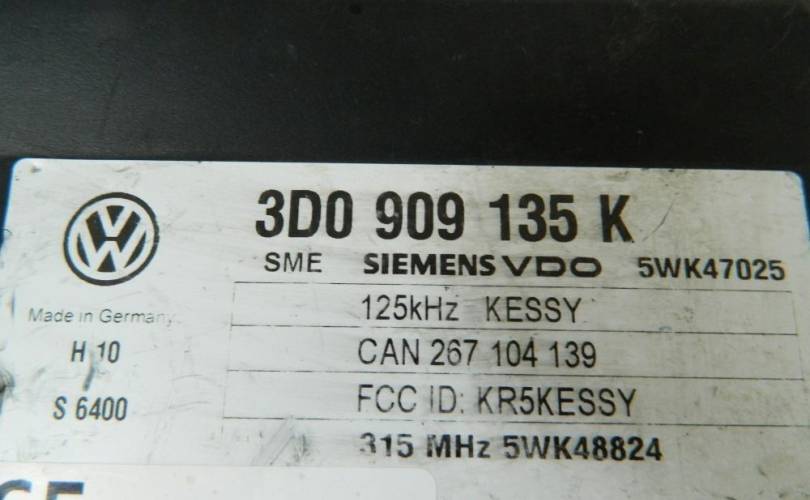 3D0 909 135 K
SME SIEMENS VDO 5WK47025
Made in Germany
125kHz KESSY
H 10
CAN 267 104 139
S 6400
FCC ID: KR5KESSY
315 MHz 5WK48824